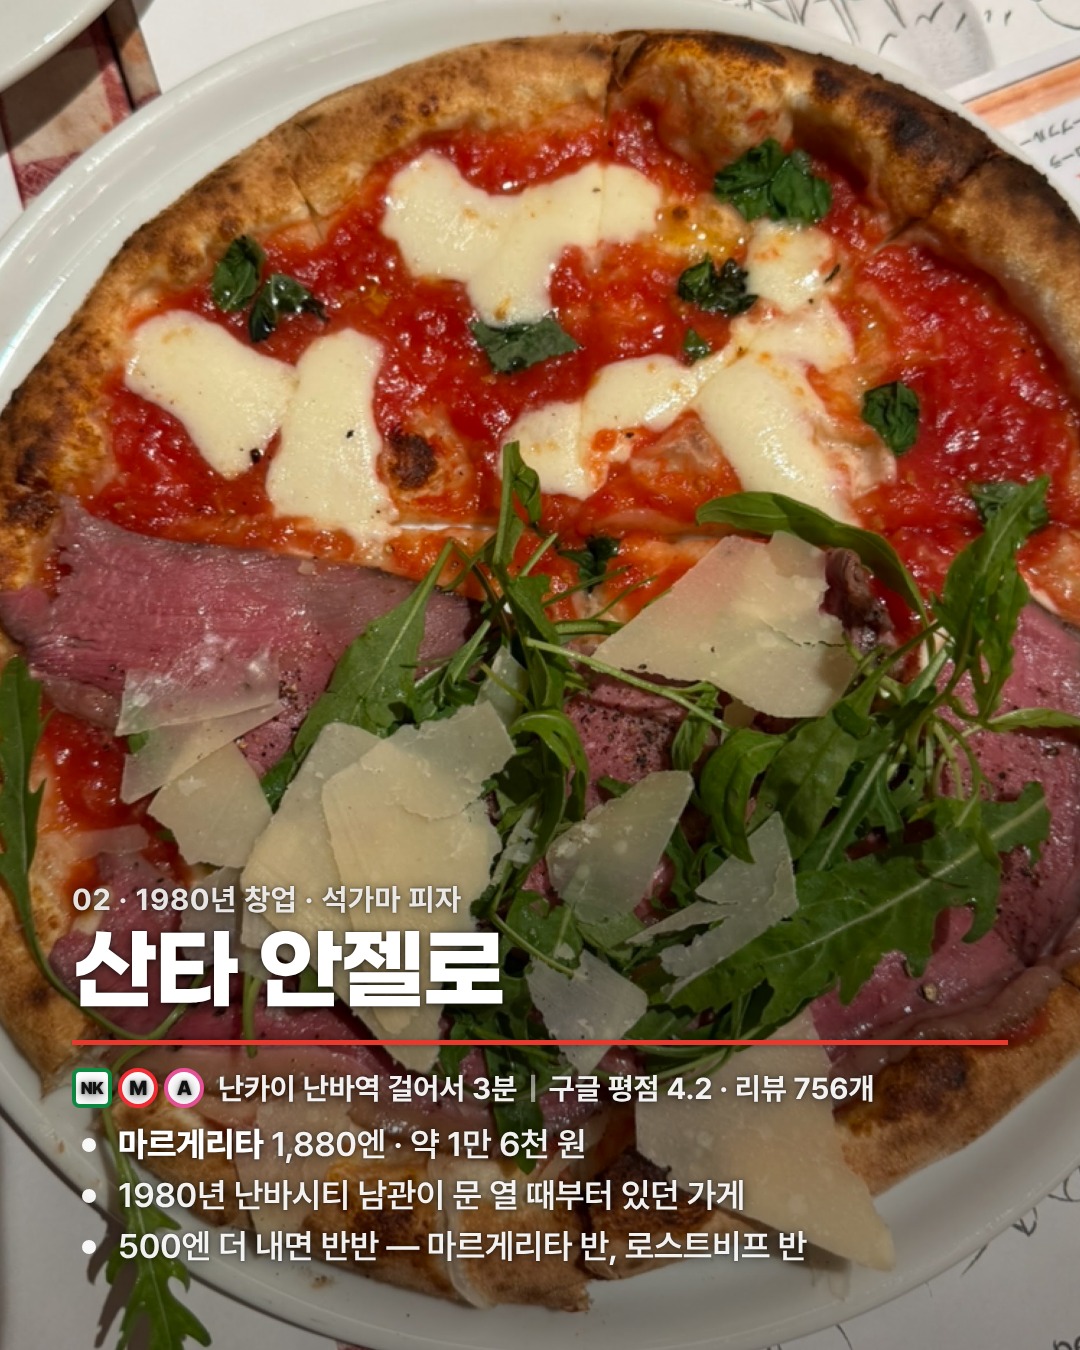 02 · 1980년 창업 · 석가마 피자
산타 안젤로
NK M A 난카이 난바역 걸어서 3분 | 구글 평점 4.2 · 리뷰 756개
• 마르게리타 1,880엔 · 약 1만 6천 원
• 1980년 난바시티 남관이 문 열 때부터 있던 가게
• 500엔 더 내면 반반 — 마르게리타 반, 로스트비프 반